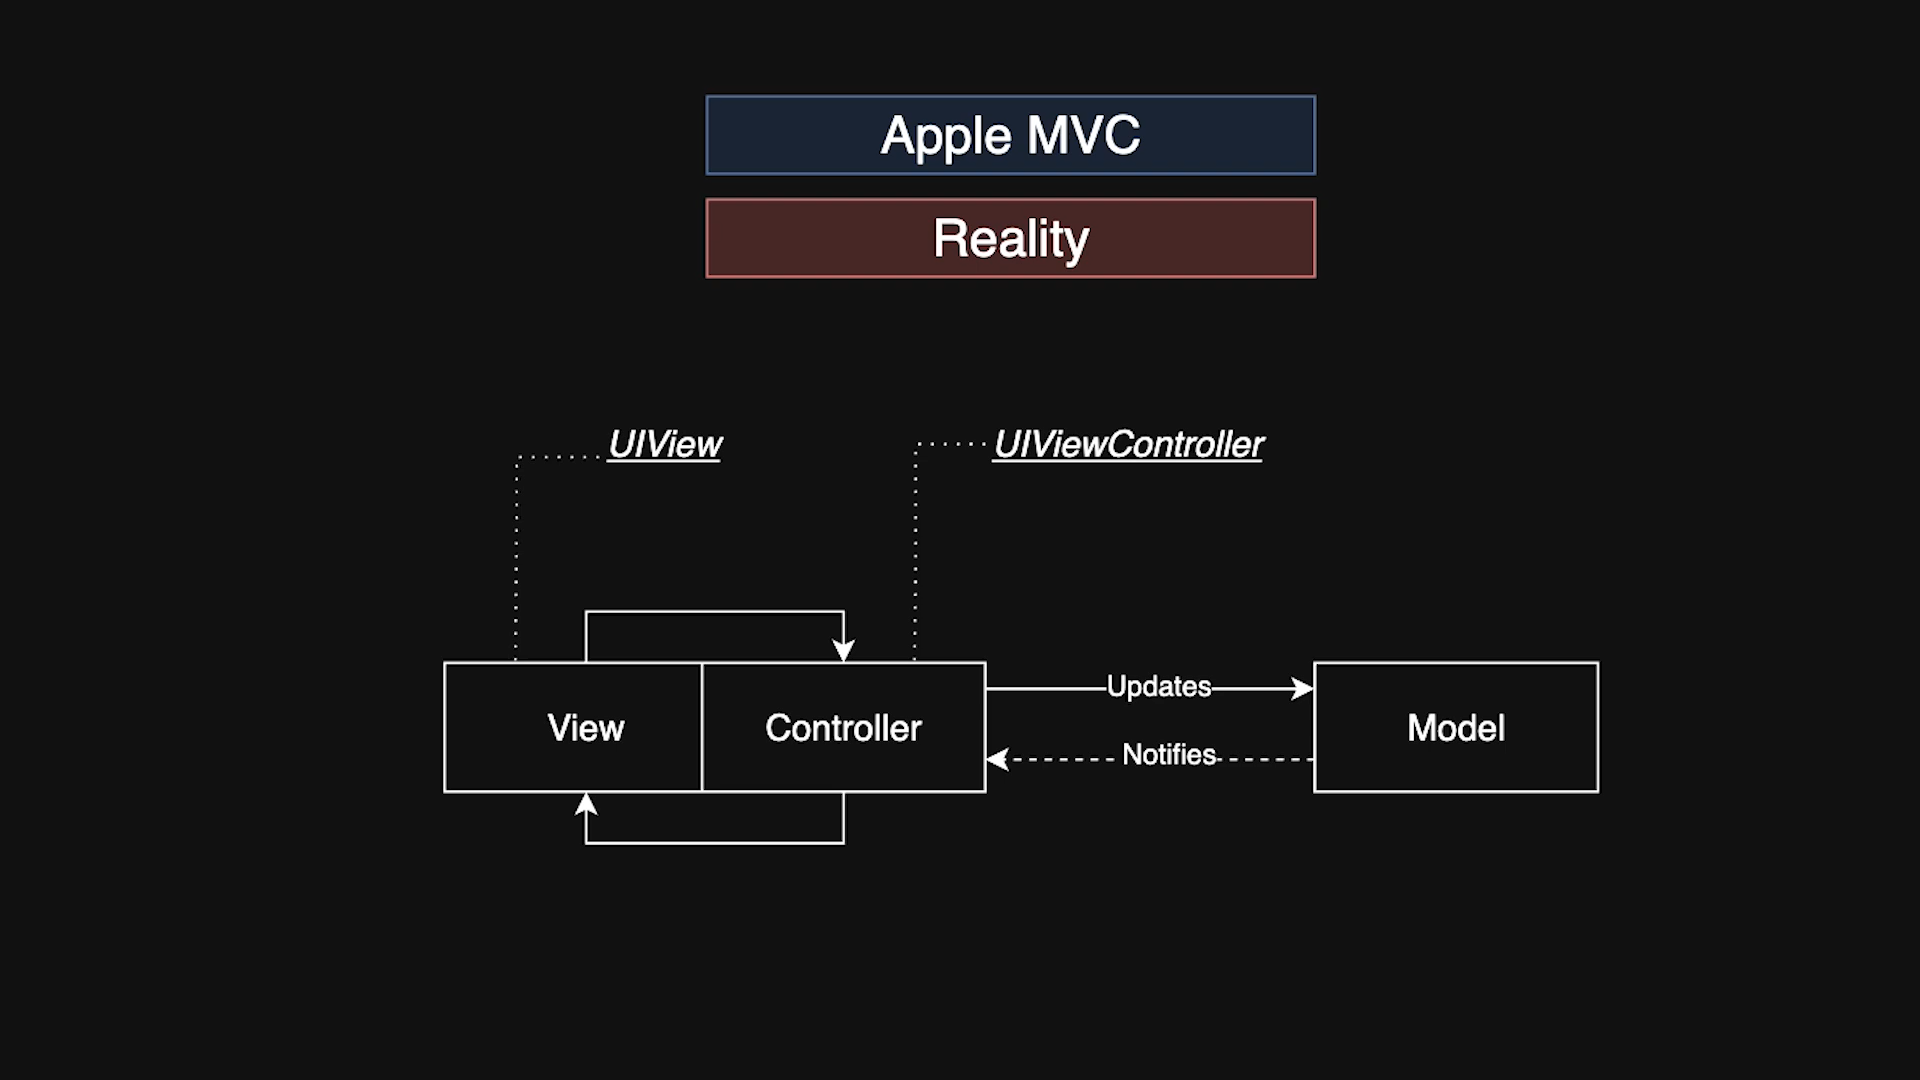 Apple MVC
Reality
UIView
UIViewController
Updates
View
Controller
Model
Notifies